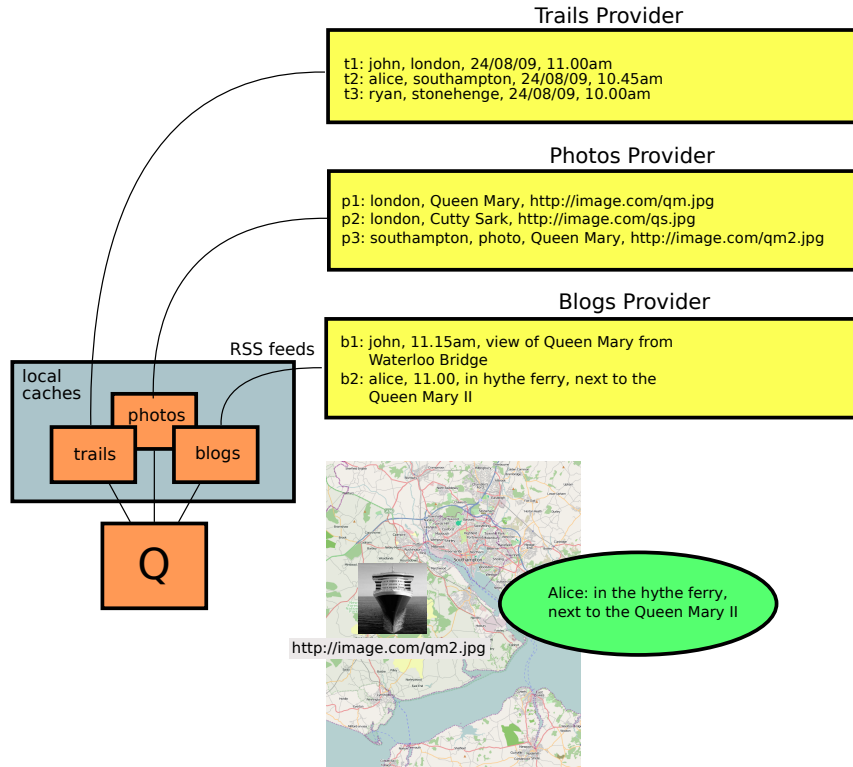 Trails Provider
t1: john, london, 24/08/09, 11.00am
t2: alice, southampton, 24/08/09, 10.45am
t3: ryan, stonehenge, 24/08/09, 10.00am
Photos Provider
p1: london, Queen Mary, http://image.com/qm.jpg
p2: london, Cutty Sark, http://image.com/qs.jpg
p3: southampton, photo, Queen Mary, http://image.com/qm2.jpg
Blogs Provider
b1: john, 11.15am, view of Queen Mary from
Waterloo Bridge
b2: alice, 11.00, in hythe ferry, next to the
Queen Mary II
RSS feeds
local
caches
photos
trails
blogs
Q
Southampton
Alice: in the hythe ferry,
next to the Queen Mary II
http://image.com/qm2.jpg